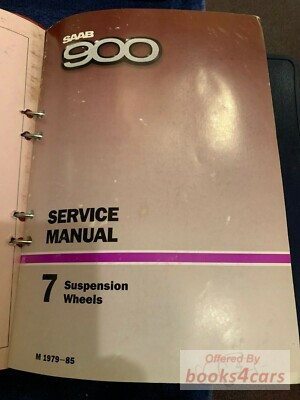 SAAB
900
SERVICE
MANUAL
7 Suspension
Wheels
M 1979-85
Offered By
books4cars